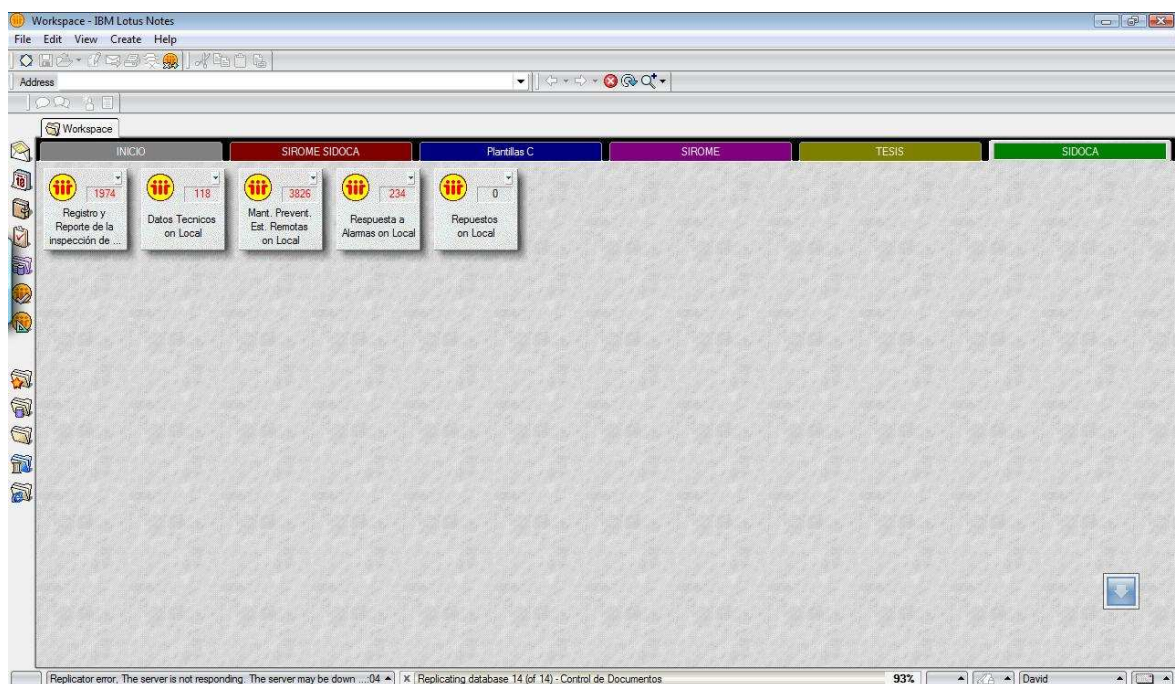 Workspace - IBM Lotus Notes
File Edit View Create Help
Address
Workspace
INICIO SIROME SIDOCA Plantillas C SIROME TESIS SIDOCA
1974
Registro y
Reporte de la
inspección de ...
118
Datos Tecnicos
on Local
3826
Mant. Prevent.
Est. Remotas
on Local
234
Respuesta a
Alarmas on Local
0
Repuestos
on Local
Replicator error, The server is not responding. The server may be down ...:04 Replicating database 14 (of 14) - Control de Documentos 93% David